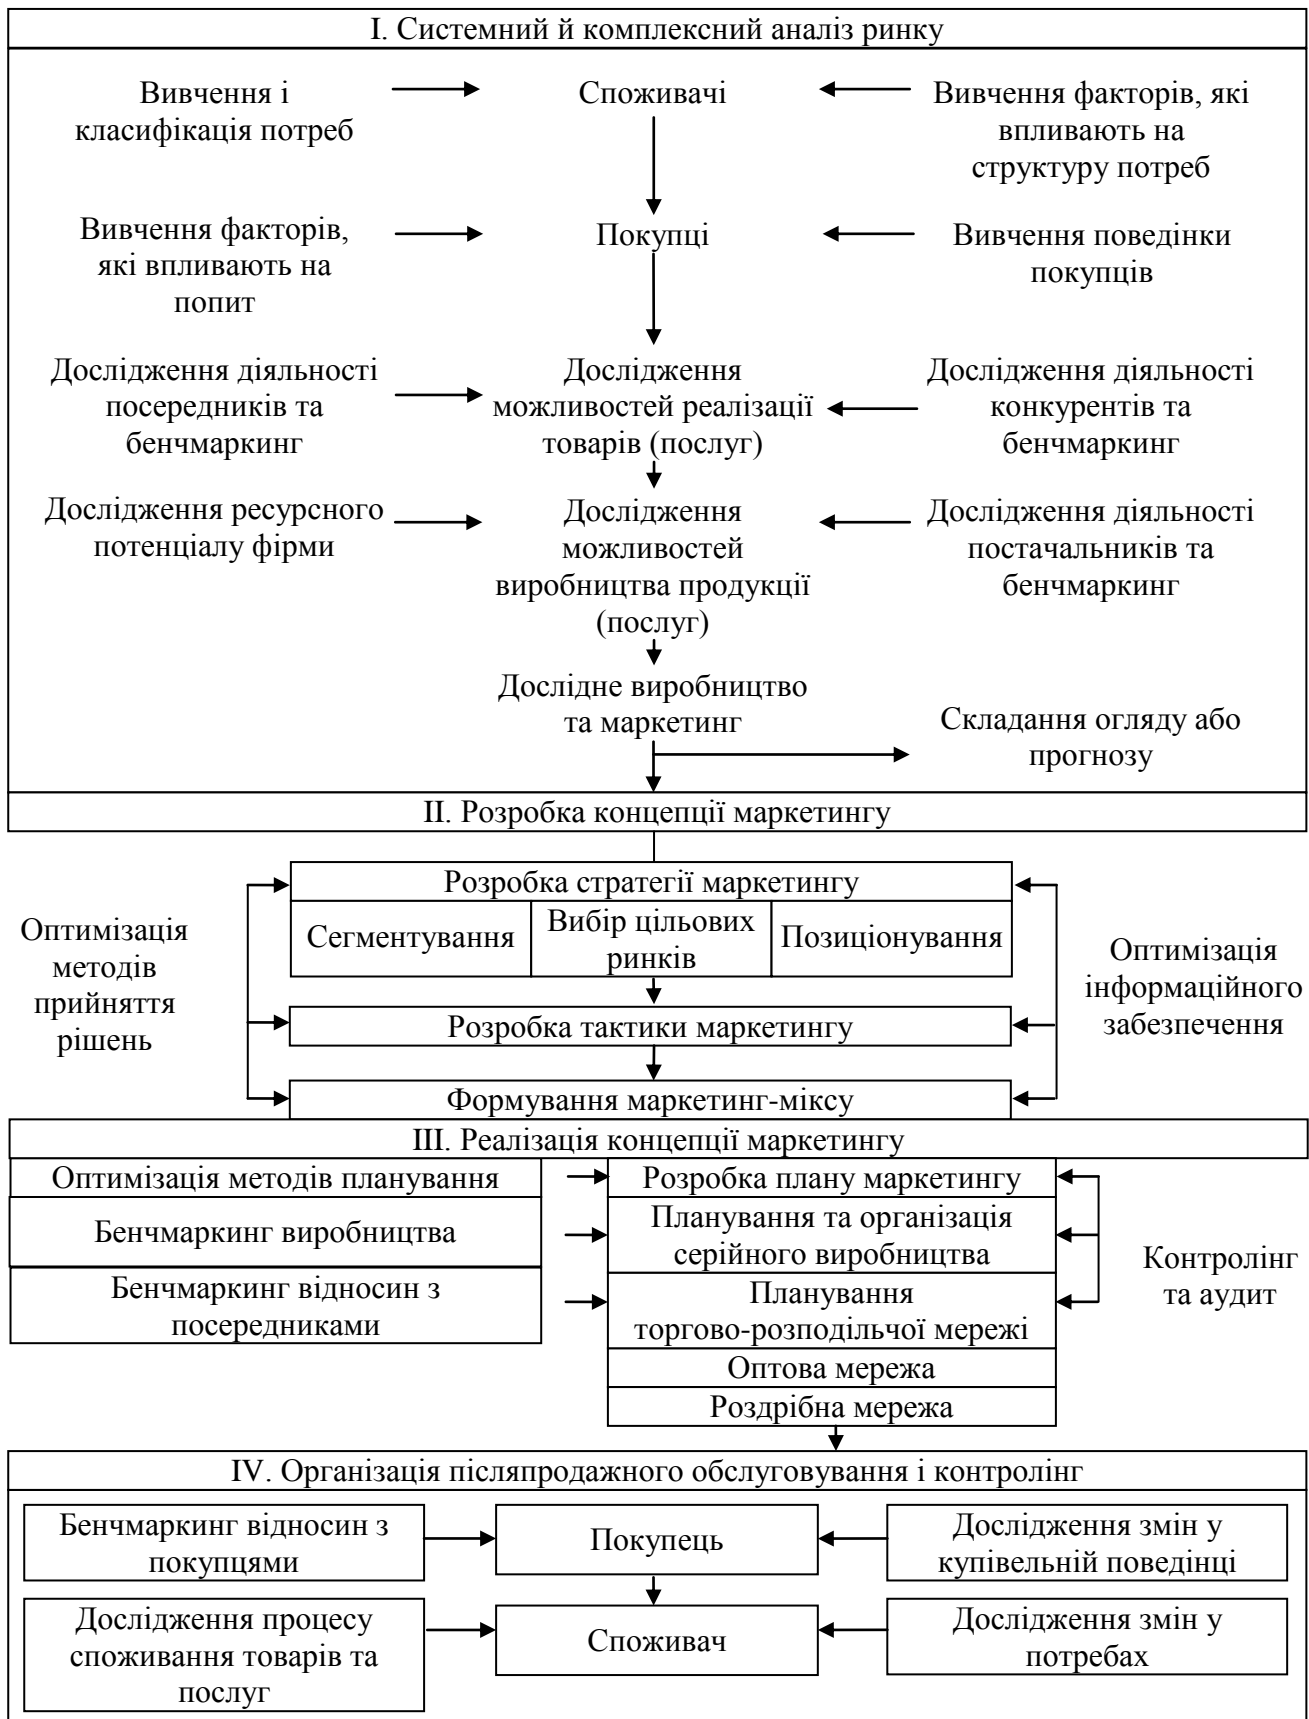 І. Системний й комплексний аналіз ринку
Вивчення і
класифікація потреб
Споживачі
Вивчення факторів, які
впливають на
структуру потреб
Вивчення факторів,
які впливають на
попит
Покупці
Вивчення поведінки
покупців
Дослідження діяльності
посередників та
бенчмаркинг
Дослідження
можливостей реалізації
товарів (послуг)
Дослідження діяльності
конкурентів та
бенчмаркинг
Дослідження ресурсного
потенціалу фірми
Дослідження
можливостей
виробництва продукції
(послуг)
Дослідження діяльності
постачальників та
бенчмаркинг
Дослідне виробництво
та маркетинг
Складання огляду або
прогнозу
ІІ. Розробка концепції маркетингу
Розробка стратегії маркетингу
Сегментування
Вибір цільових
ринків
Позиціонування
Оптимізація
методів
прийняття
рішень
Оптимізація
інформаційного
забезпечення
Розробка тактики маркетингу
Формування маркетинг-міксу
ІІІ. Реалізація концепції маркетингу
Оптимізація методів планування
Розробка плану маркетингу
Бенчмаркинг виробництва
Планування та організація
серійного виробництва
Контролінг
та аудит
Бенчмаркинг відносин з
посередниками
Планування
торгово-розподільчої мережі
Оптова мережа
Роздрібна мережа
IV. Організація післяпродажного обслуговування і контролінг
Бенчмаркинг відносин з
покупцями
Покупець
Дослідження змін у
купівельній поведінці
Дослідження процесу
споживання товарів та
послуг
Споживач
Дослідження змін у
потребах